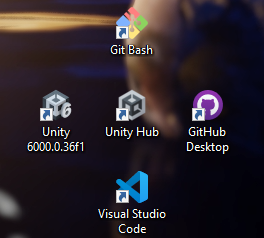 Git Bash
Unity
6000.0.36f1
Unity Hub
GitHub
Desktop
Visual Studio
Code